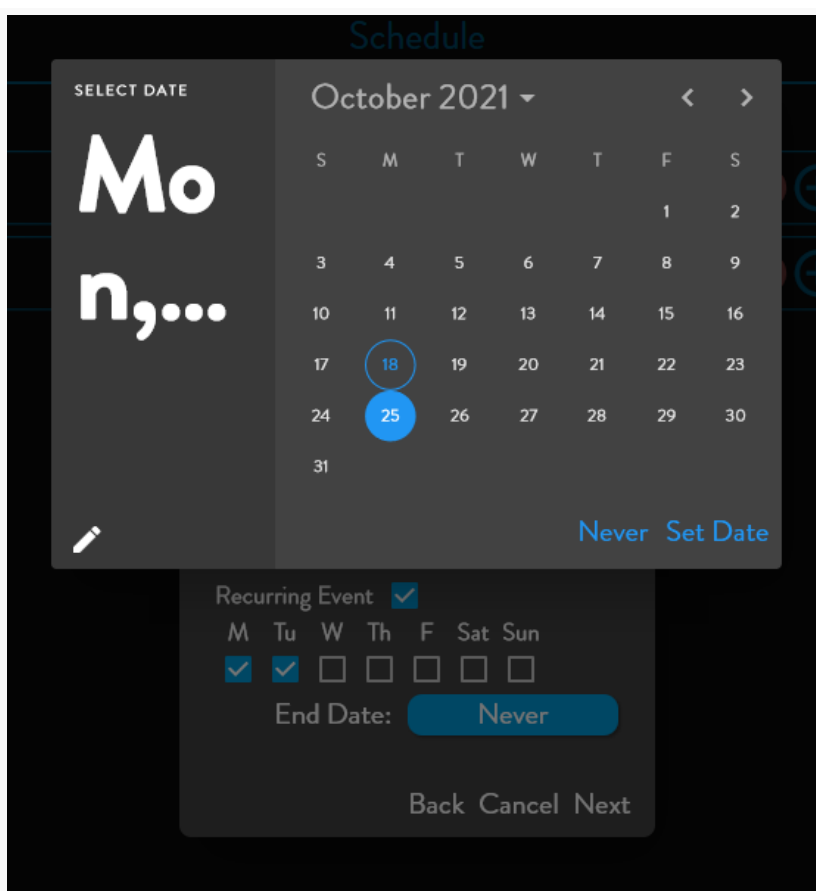 Schedule
SELECT DATE
Mo
n,...
October 2021
S M T W T F S
1 2
3 4 5 6 7 8 9
10 11 12 13 14 15 16
17 18 19 20 21 22 23
24 25 26 27 28 29 30
31
Never Set Date
Recurring Event
M Tu W Th F Sat Sun
End Date: Never
Back Cancel Next